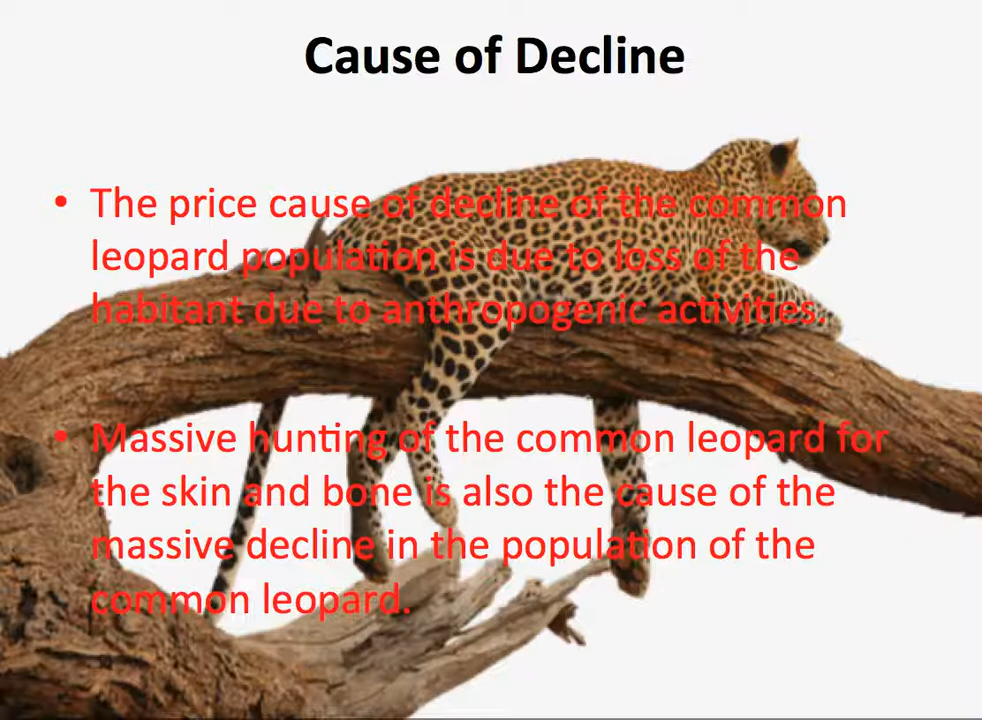 Cause of Decline
• The price cause of decline of the common
leopard population is due to loss of the
habitant due to anthropogenic activities.
• Massive hunting of the common leopard for
the skin and bone is also the cause of the
massive decline in the population of the
common leopard.